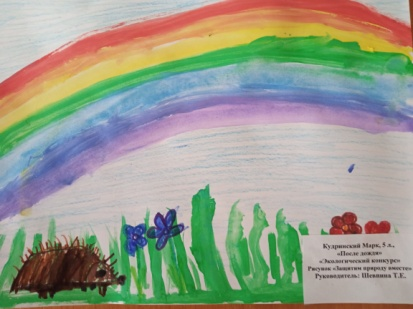 Кудринский Марк, 5 л.,
«После дождя»
«Экологический конкурс»
Рисунок «Защитим природу вместе»
Руководитель: Шевнина Т.Е.